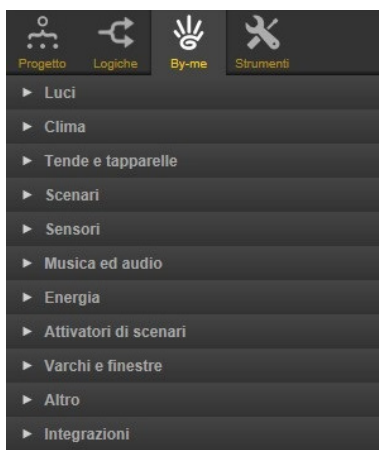 Progetto Logiche By-me Strumenti
Luci
Clima
Tende e tapparelle
Scenari
Sensori
Musica ed audio
Energia
Attivatori di scenari
Varchi e finestre
Altro
Integrazioni